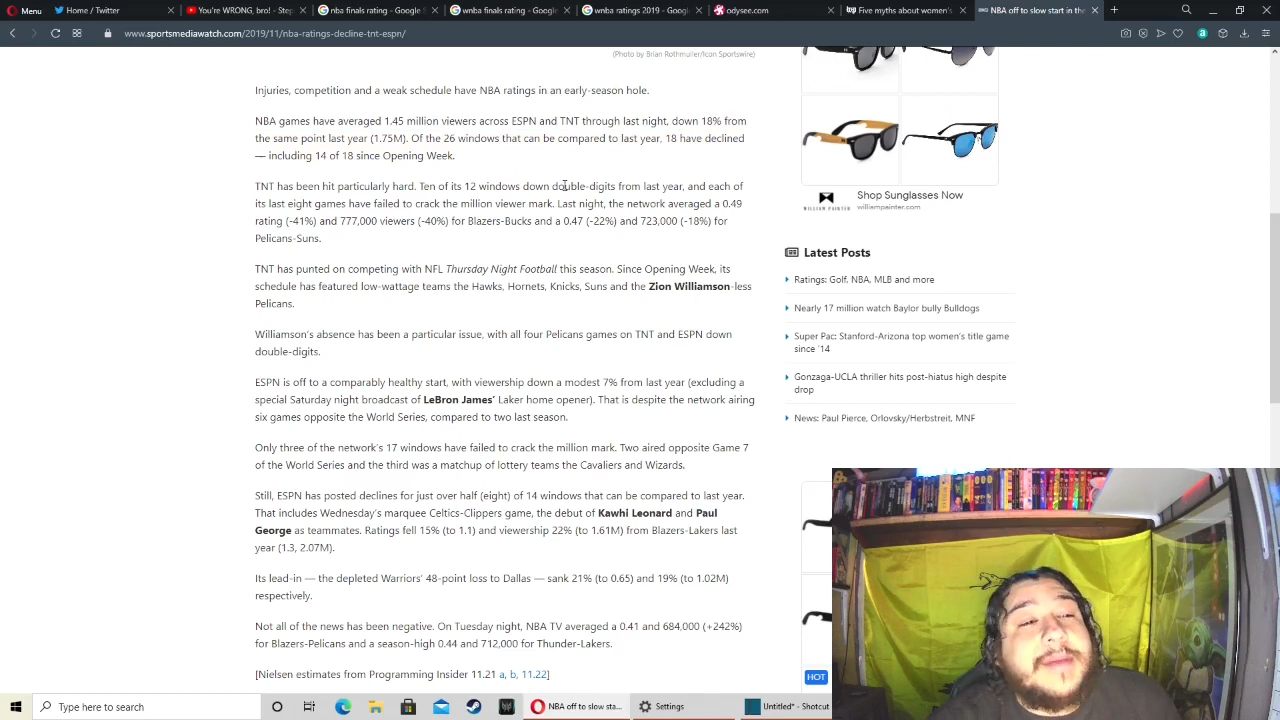 Menu
Home / Twitter
You're WRONG, bro! - Step
nba finals rating - Google S
wnba finals rating - Google
wnba ratings 2019 - Googl
odysee.com
Five myths about women's
NBA off to slow start in the
www.sportsmediawatch.com/2019/11/nba-ratings-decline-tnt-espn/
(Photo by Brian Rothmuller/Icon Sportswire)
Injuries, competition and a weak schedule have NBA ratings in an early-season hole.
NBA games have averaged 1.45 million viewers across ESPN and TNT through last night, down 18% from
the same point last year (1.75M). Of the 26 windows that can be compared to last year, 18 have declined
— including 14 of 18 since Opening Week.
TNT has been hit particularly hard. Ten of its 12 windows down double-digits from last year, and each of
its last eight games have failed to crack the million viewer mark. Last night, the network averaged a 0.49
rating (-41%) and 777,000 viewers (-40%) for Blazers-Bucks and a 0.47 (-22%) and 723,000 (-18%) for
Pelicans-Suns.
TNT has punted on competing with NFL Thursday Night Football this season. Since Opening Week, its
schedule has featured low-wattage teams the Hawks, Hornets, Knicks, Suns and the Zion Williamson-less
Pelicans.
Williamson's absence has been a particular issue, with all four Pelicans games on TNT and ESPN down
double-digits.
ESPN is off to a comparably healthy start, with viewership down a modest 7% from last year (excluding a
special Saturday night broadcast of LeBron James' Laker home opener). That is despite the network airing
six games opposite the World Series, compared to two last season.
Only three of the network's 17 windows have failed to crack the million mark. Two aired opposite Game 7
of the World Series and the third was a matchup of lottery teams the Cavaliers and Wizards.
Still, ESPN has posted declines for just over half (eight) of 14 windows that can be compared to last year.
That includes Wednesday's marquee Celtics-Clippers game, the debut of Kawhi Leonard and Paul
George as teammates. Ratings fell 15% (to 1.1) and viewership 22% (to 1.61M) from Blazers-Lakers last
year (1.3, 2.07M).
Its lead-in — the depleted Warriors' 48-point loss to Dallas — sank 21% (to 0.65) and 19% (to 1.02M)
respectively.
Not all of the news has been negative. On Tuesday night, NBA TV averaged a 0.41 and 684,000 (+242%)
for Blazers-Pelicans and a season-high 0.44 and 712,000 for Thunder-Lakers.
[Nielsen estimates from Programming Insider 11.21 a, b, 11.22]
WILLIAM PAINTER
Shop Sunglasses Now
williampainter.com
Latest Posts
Ratings: Golf, NBA, MLB and more
Nearly 17 million watch Baylor bully Bulldogs
Super Pac: Stanford-Arizona top women's title game
since '14
Gonzaga-UCLA thriller hits post-hiatus high despite
drop
News: Paul Pierce, Orlovsky/Herbstreit, MNF
HOT
Type here to search
NBA off to slow sta...
Settings
Untitled* - Shotcut